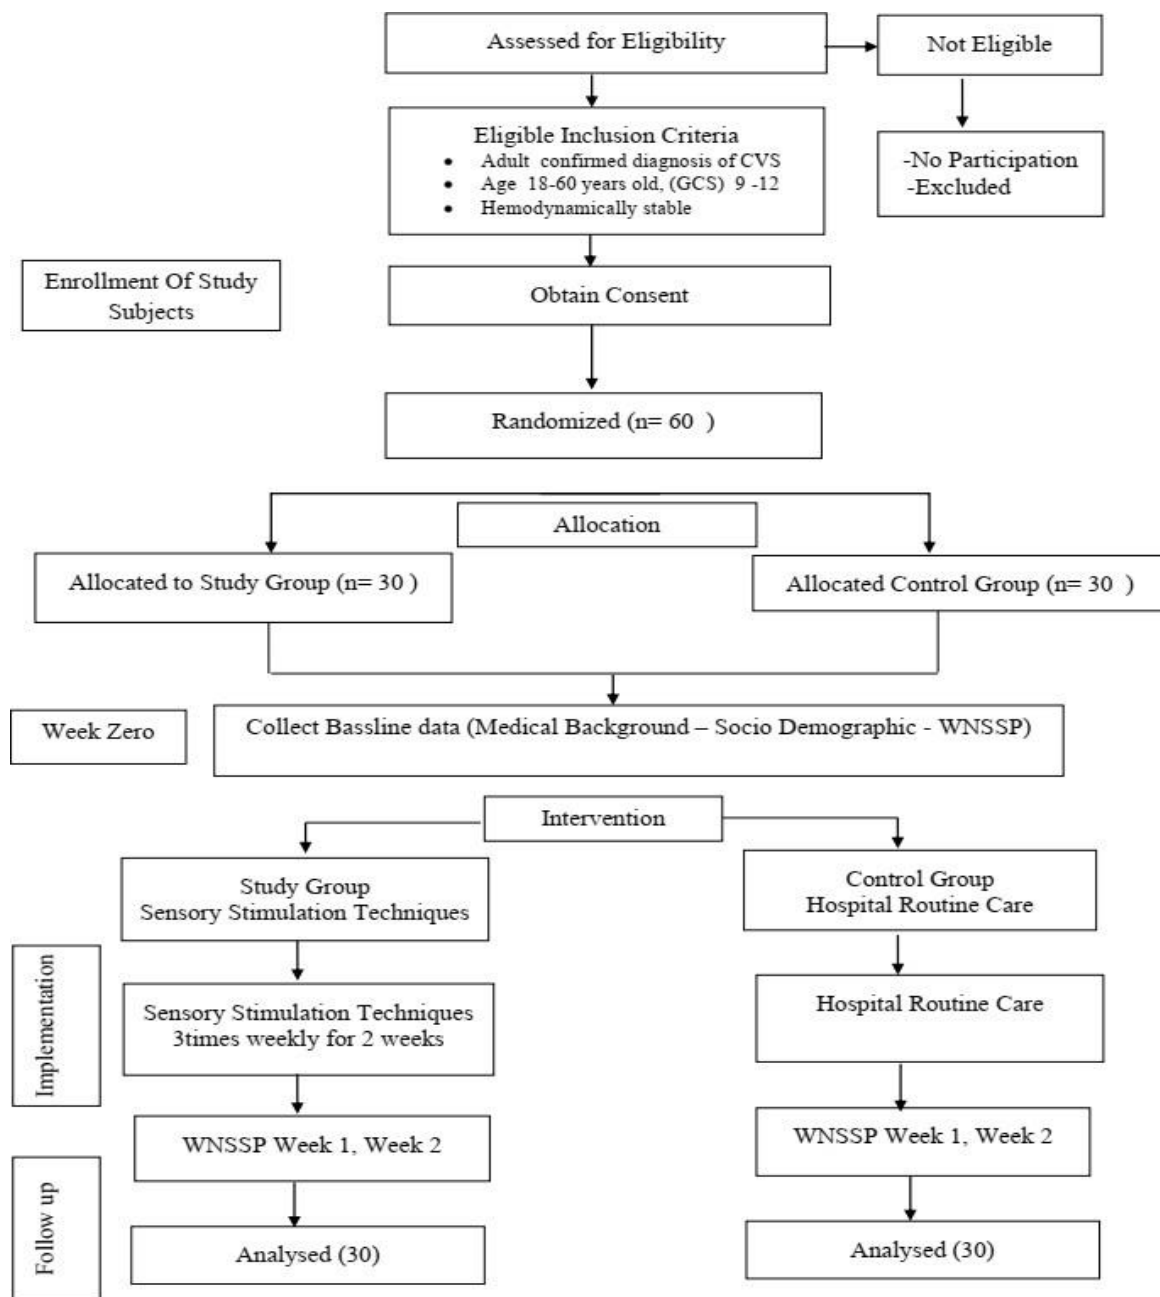 Assessed for Eligibility
Not Eligible
Eligible Inclusion Criteria
• Adult confirmed diagnosis of CVS
• Age 18-60 years old, (GCS) 9 -12
• Hemodynamically stable
-No Participation
-Excluded
Enrollment Of Study
Subjects
Obtain Consent
Randomized (n= 60 )
Allocation
Allocated to Study Group (n= 30 )
Allocated Control Group (n= 30 )
Week Zero
Collect Bassline data (Medical Background – Socio Demographic - WNSSP)
Intervention
Study Group
Sensory Stimulation Techniques
Control Group
Hospital Routine Care
Implementation
Sensory Stimulation Techniques
3times weekly for 2 weeks
Hospital Routine Care
WNSSP Week 1, Week 2
WNSSP Week 1, Week 2
Follow up
Analysed (30)
Analysed (30)